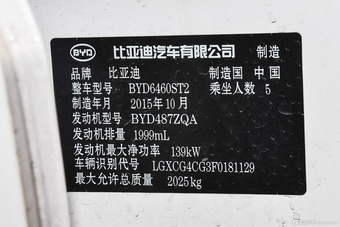 BYD 比亚迪汽车有限公司 制造
品牌 比亚迪 制造国 中国
整车型号 BYD6460ST2 乘坐人数 5
制造年月 2015年10月
发动机型号 BYD487ZQA
发动机排量 1999mL
发动机最大净功率 139kW
车辆识别代号 LGXCG4CG3F0181129
最大允许总质量 2025kg